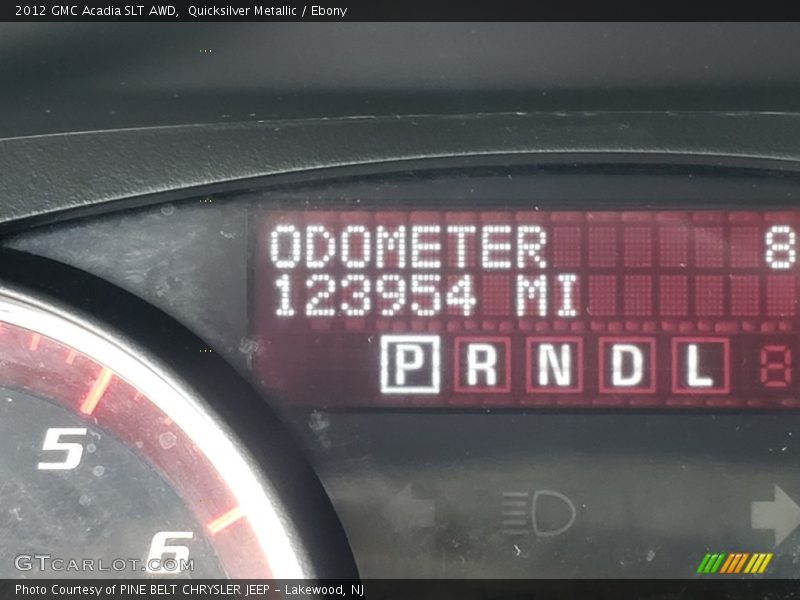 2012 GMC Acadia SLT AWD,  Quicksilver Metallic / Ebony
ODOMETER 8
123954 MI
P R N D L
5
6
GTCARLOT.COM
Photo Courtesy of PINE BELT CHRYSLER JEEP - Lakewood, NJ